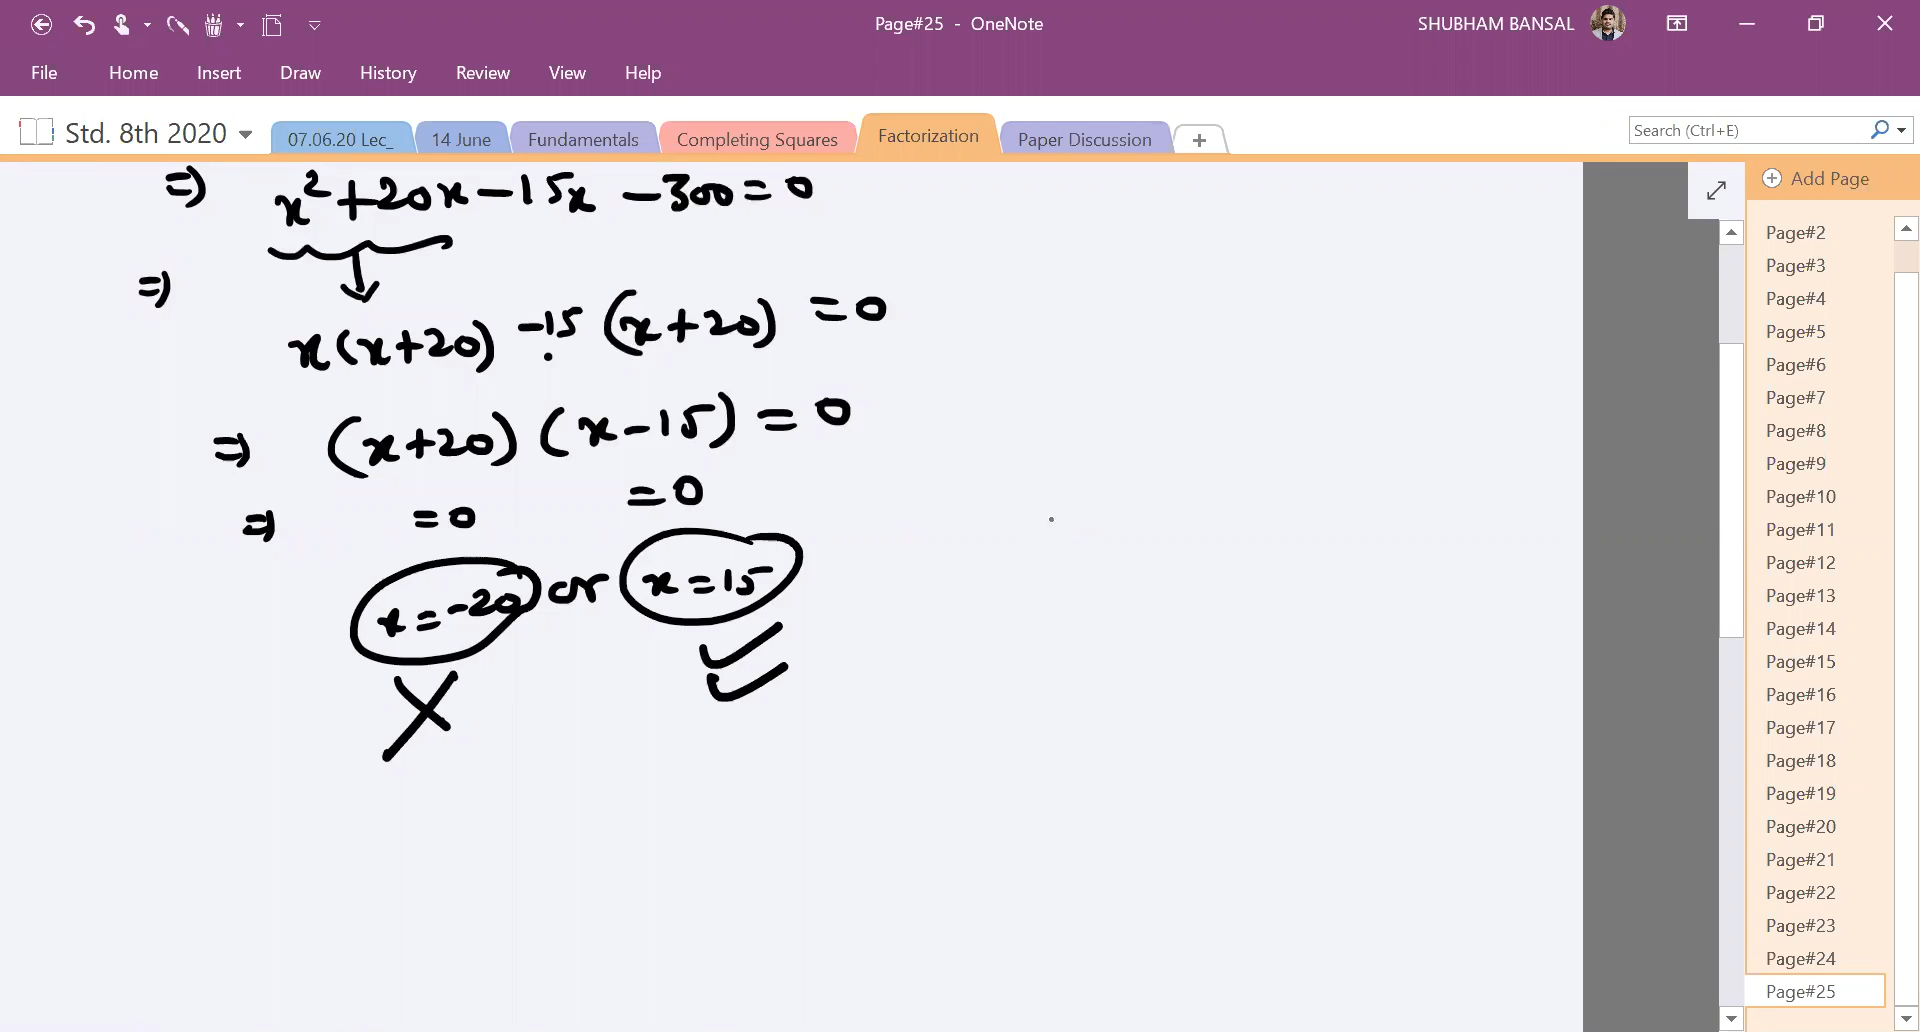 Page#25 - OneNote
SHUBHAM BANSAL
File Home Insert Draw History Review View Help
Std. 8th 2020
07.06.20 Lec_
14 June
Fundamentals
Completing Squares
Factorization
Paper Discussion
+
Search (Ctrl+E)
=> x²+20x-15x-300=0
=>
x(x+20) -15 (x+20) =0
=> (x+20) (x-15) = 0
=> =0 =0
x=-20 or x=15
Add Page
Page#2
Page#3
Page#4
Page#5
Page#6
Page#7
Page#8
Page#9
Page#10
Page#11
Page#12
Page#13
Page#14
Page#15
Page#16
Page#17
Page#18
Page#19
Page#20
Page#21
Page#22
Page#23
Page#24
Page#25